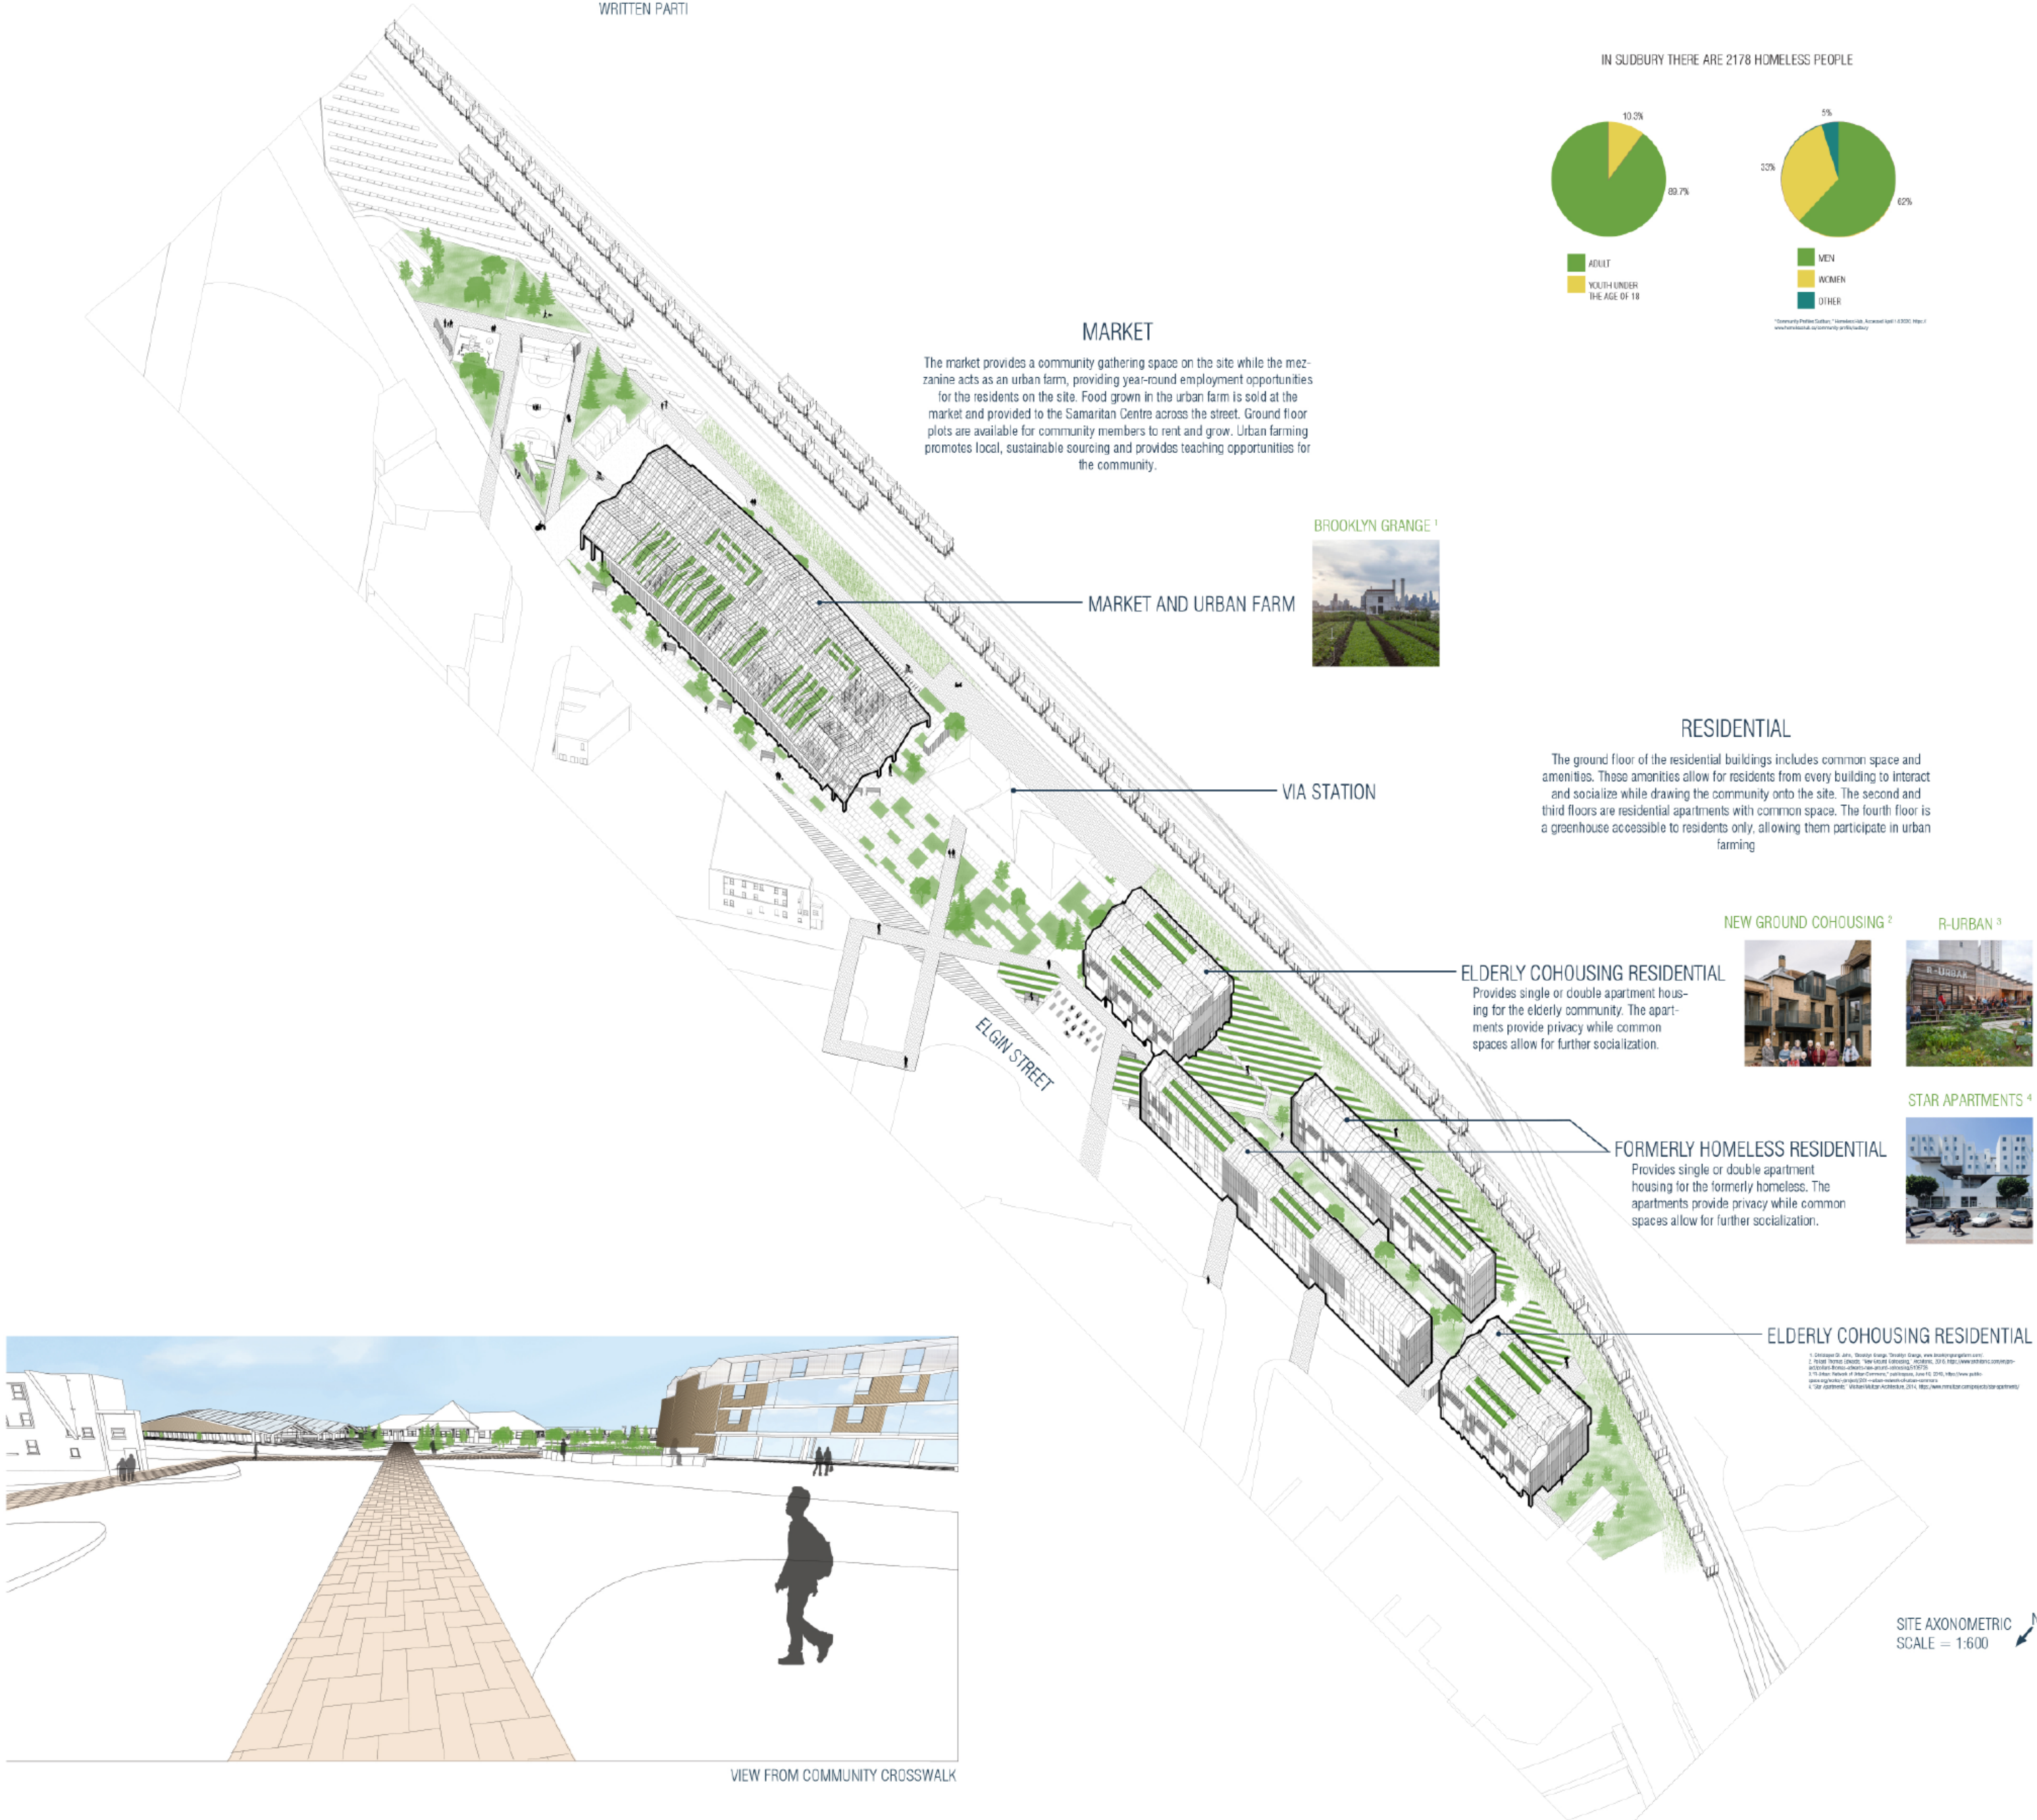 WRITTEN PARTI
IN SUDBURY THERE ARE 2178 HOMELESS PEOPLE
10.3%
89.7%
ADULT
YOUTH UNDER
THE AGE OF 18
5%
33%
62%
MEN
WOMEN
OTHER
MARKET
The market provides a community gathering space on the site while the mez-
zanine acts as an urban farm, providing year-round employment opportunities
for the residents on the site. Food grown in the urban farm is sold at the
market and provided to the Samaritan Centre across the street. Ground floor
plots are available for community members to rent and grow. Urban farming
promotes local, sustainable sourcing and provides teaching opportunities for
the community.
BROOKLYN GRANGE 1
MARKET AND URBAN FARM
VIA STATION
RESIDENTIAL
The ground floor of the residential buildings includes common space and
amenities. These amenities allow for residents from every building to interact
and socialize while drawing the community onto the site. The second and
third floors are residential apartments with common space. The fourth floor is
a greenhouse accessible to residents only, allowing them participate in urban
farming
NEW GROUND COHOUSING 2
R-URBAN 3
R-URBAN
ELDERLY COHOUSING RESIDENTIAL
Provides single or double apartment hous-
ing for the elderly community. The apart-
ments provide privacy while common
spaces allow for further socialization.
ELGIN STREET
STAR APARTMENTS 4
FORMERLY HOMELESS RESIDENTIAL
Provides single or double apartment
housing for the formerly homeless. The
apartments provide privacy while common
spaces allow for further socialization.
ELDERLY COHOUSING RESIDENTIAL
SITE AXONOMETRIC
SCALE = 1:600
N
VIEW FROM COMMUNITY CROSSWALK